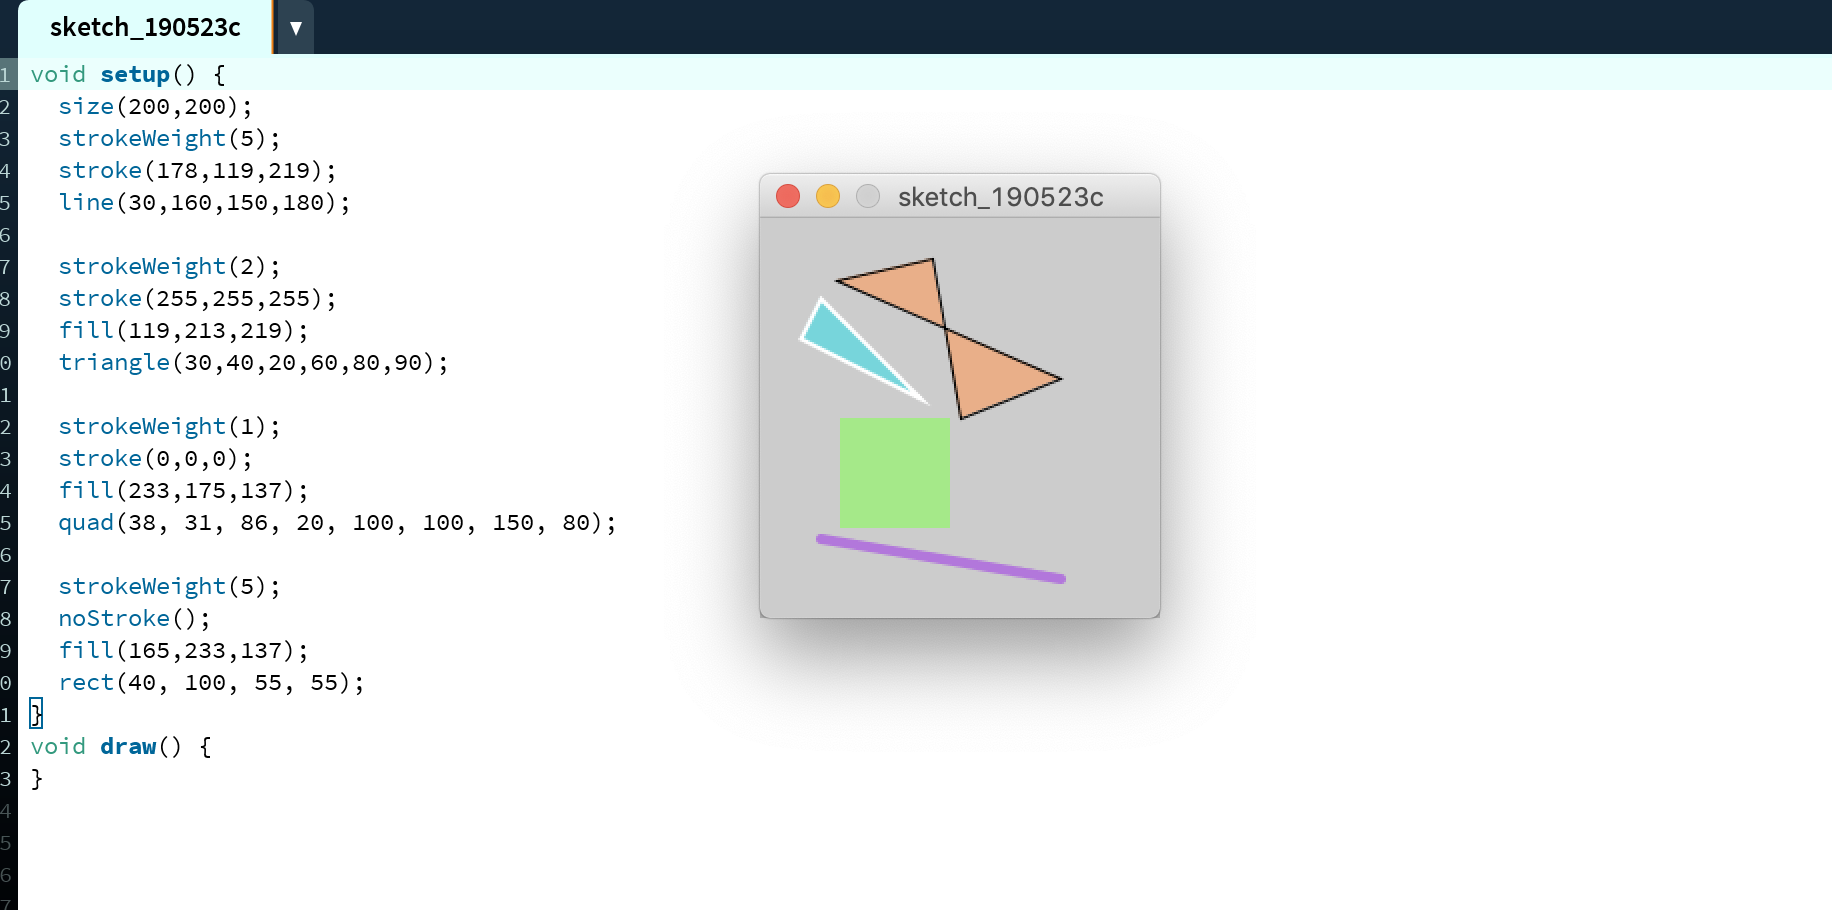 sketch_190523c ▼
1 void setup() {
2 size(200,200);
3 strokeWeight(5);
4 stroke(178,119,219);
5 line(30,160,150,180);
6
7 strokeWeight(2);
8 stroke(255,255,255);
9 fill(119,213,219);
0 triangle(30,40,20,60,80,90);
1
2 strokeWeight(1);
3 stroke(0,0,0);
4 fill(233,175,137);
5 quad(38, 31, 86, 20, 100, 100, 150, 80);
6
7 strokeWeight(5);
8 noStroke();
9 fill(165,233,137);
0 rect(40, 100, 55, 55);
1 }
2 void draw() {
3 }
4
5
6
7
sketch_190523c